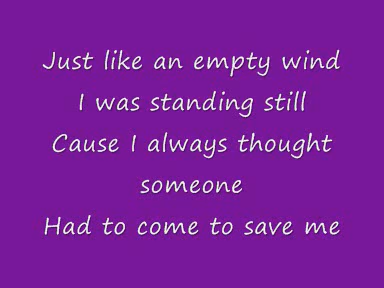 Just like an empty wind
I was standing still
Cause I always thought
someone
Had to come to save me